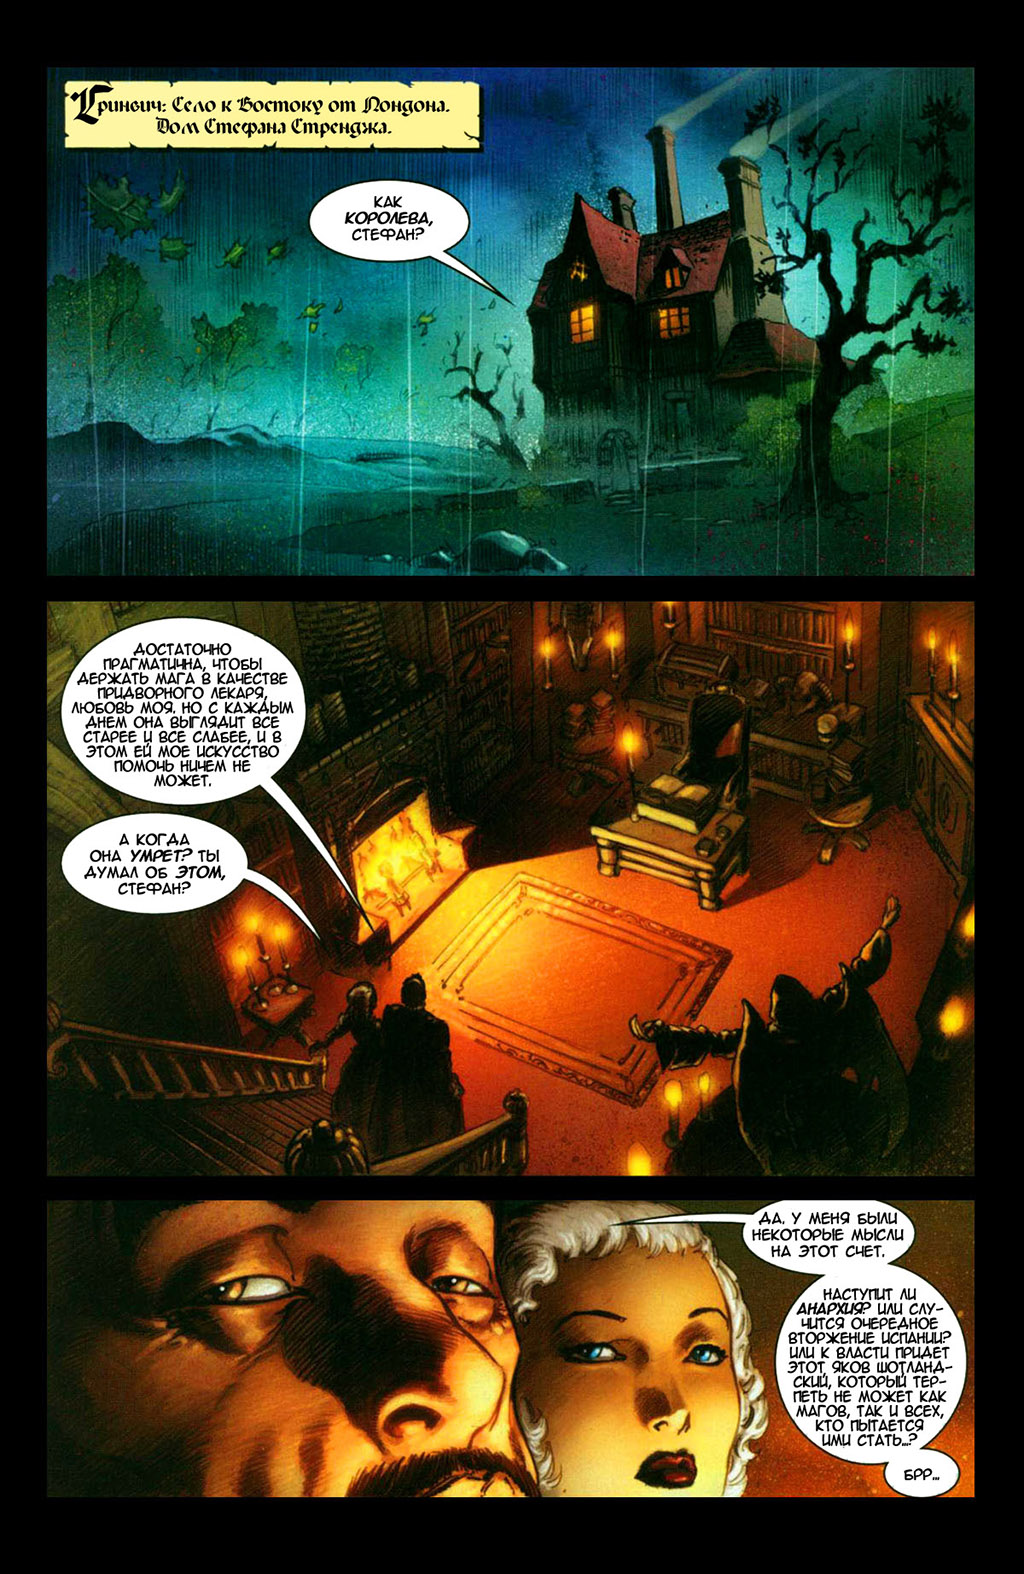 Гринвич: Село к Востоку от Лондона.
Дом Стефана Стренджа.
КАК
КОРОЛЕВА,
СТЕФАН?
ДОСТАТОЧНО
ПРАГМАТИЧНА, ЧТОБЫ
ДЕРЖАТЬ МАГА В КАЧЕСТВЕ
ПРИДВОРНОГО ЛЕКАРЯ,
ЛЮБОВЬ МОЯ. НО С КАЖДЫМ
ДНЕМ ОНА ВЫГЛЯДИТ ВСЕ
СТАРЕЕ И ВСЕ СЛАБЕЕ, И В
ЭТОМ ЕЙ МОЕ ИСКУССТВО
ПОМОЧЬ НИЧЕМ НЕ
МОЖЕТ.
А КОГДА
ОНА УМРЕТ? ТЫ
ДУМАЛ ОБ ЭТОМ,
СТЕФАН?
ДА. У МЕНЯ БЫЛИ
НЕКОТОРЫЕ МЫСЛИ
НА ЭТОТ СЧЕТ.
НАСТУПИТ ЛИ
АНАРХИЯ? ИЛИ СЛУ-
ЧИТСЯ ОЧЕРЕДНОЕ
ВТОРЖЕНИЕ ИСПАНИИ?
ИЛИ К ВЛАСТИ ПРИДЕТ
ЭТОТ ЯКОВ ШОТЛАНД-
СКИЙ, КОТОРЫЙ ТЕР-
ПЕТЬ НЕ МОЖЕТ КАК
МАГОВ, ТАК И ВСЕХ,
КТО ПЫТАЕТСЯ
ИМИ СТАТЬ...?
БРР...